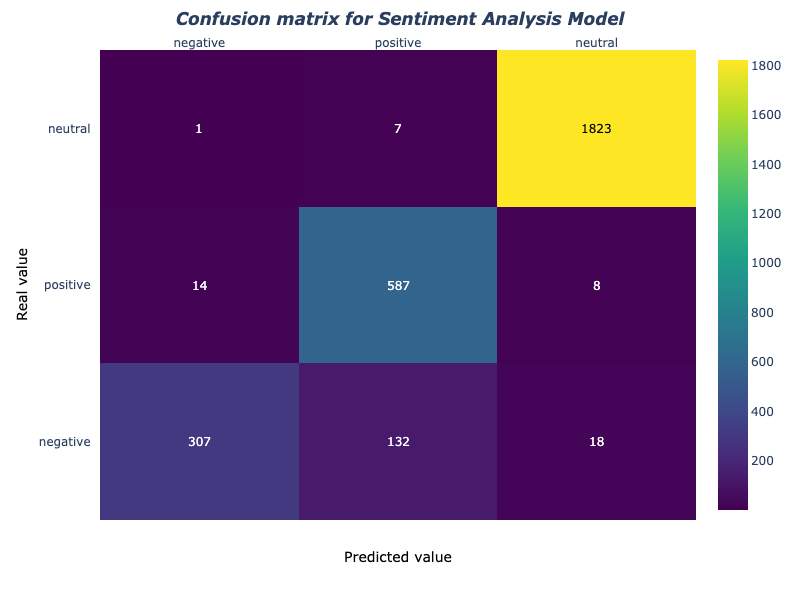 Confusion matrix for Sentiment Analysis Model
negative positive neutral
neutral 1 7 1823
positive 14 587 8
negative 307 132 18
Real value
Predicted value
1800
1600
1400
1200
1000
800
600
400
200